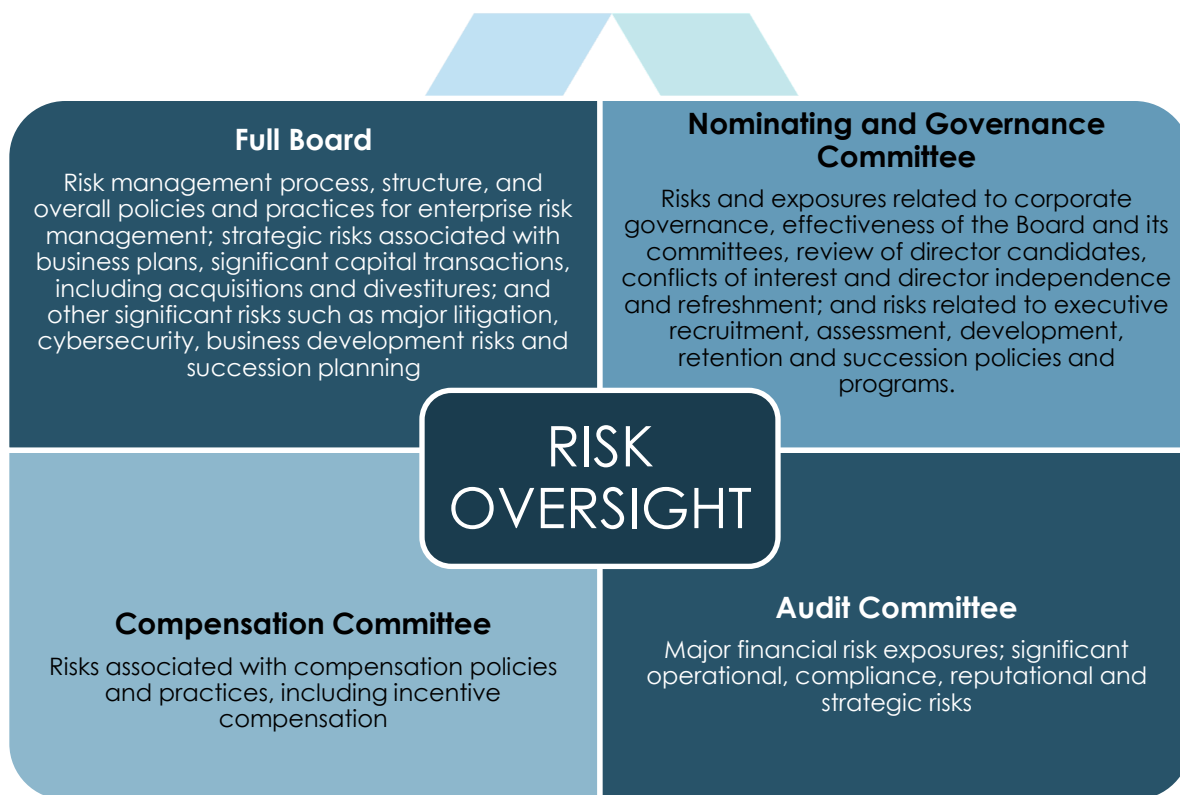 Full Board
Risk management process, structure, and
overall policies and practices for enterprise risk
management; strategic risks associated with
business plans, significant capital transactions,
including acquisitions and divestitures; and
other significant risks such as major litigation,
cybersecurity, business development risks and
succession planning
Nominating and Governance
Committee
Risks and exposures related to corporate
governance, effectiveness of the Board and its
committees, review of director candidates,
conflicts of interest and director independence
and refreshment; and risks related to executive
recruitment, assessment, development,
retention and succession policies and
programs.
RISK
OVERSIGHT
Compensation Committee
Risks associated with compensation policies
and practices, including incentive
compensation
Audit Committee
Major financial risk exposures; significant
operational, compliance, reputational and
strategic risks